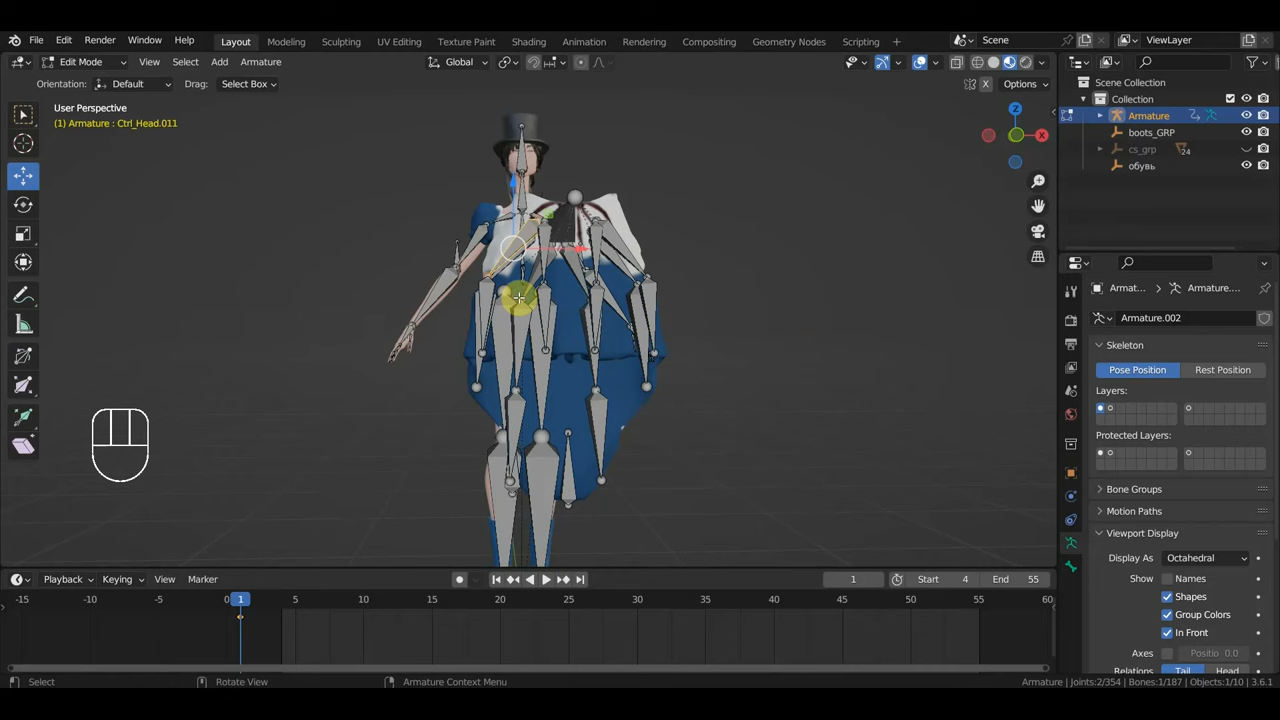 File Edit Render Window Help Layout Modeling Sculpting UV Editing Texture Paint Shading Animation Rendering Compositing Geometry Nodes Scripting + Scene ViewLayer
Edit Mode View Select Add Armature Global
Orientation: Default Drag: Select Box X Options
User Perspective
(1) Armature : Ctrl_Head.011
Z
X
Scene Collection
Collection
Armature
boots_GRP
cs_grp 24
обувь
Armat... Armature....
Armature.002
Skeleton
Pose Position Rest Position
Layers:
Protected Layers:
Bone Groups
Motion Paths
Viewport Display
Display As Octahedral
Show Names
Shapes
Group Colors
In Front
Axes Positio 0.0
Relations Tail Head
Playback Keying View Marker 1 Start 4 End 55
-15 -10 -5 0 1 5 10 15 20 25 30 35 40 45 50 55 60
Select Rotate View Armature Context Menu Armature | Joints:2/354 | Bones:1/187 | Objects:1/10 | 3.6.1